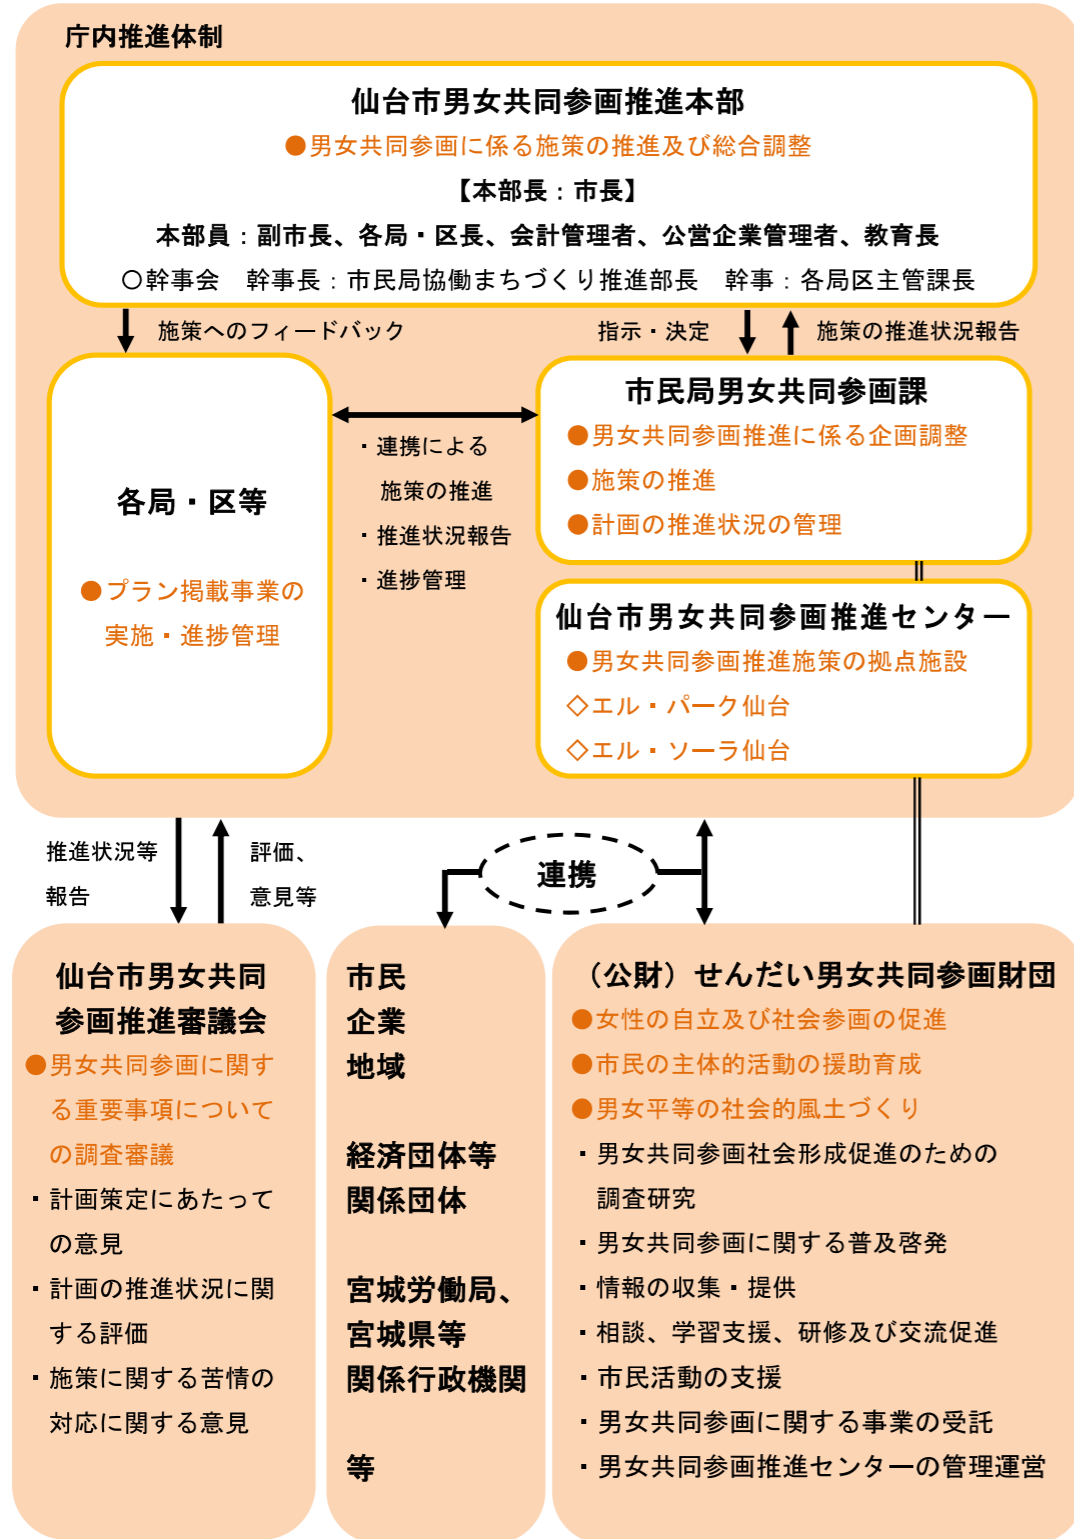 庁内推進体制
仙台市男女共同参画推進本部
●男女共同参画に係る施策の推進及び総合調整
【本部長：市長】
本部員：副市長、各局・区長、会計管理者、公営企業管理者、教育長
〇幹事会　幹事長：市民局協働まちづくり推進部長　幹事：各局区主管課長
施策へのフィードバック
指示・決定
施策の推進状況報告
各局・区等
●プラン掲載事業の
実施・進捗管理
・連携による
施策の推進
・推進状況報告
・進捗管理
市民局男女共同参画課
●男女共同参画推進に係る企画調整
●施策の推進
●計画の推進状況の管理
仙台市男女共同参画推進センター
●男女共同参画推進施策の拠点施設
◇エル・パーク仙台
◇エル・ソーラ仙台
推進状況等
報告
評価、
意見等
連携
仙台市男女共同
参画推進審議会
●男女共同参画に関す
る重要事項について
の調査審議
・計画策定にあたって
の意見
・計画の推進状況に関
する評価
・施策に関する苦情の
対応に関する意見
市民
企業
地域
経済団体等
関係団体
宮城労働局、
宮城県等
関係行政機関
等
（公財）せんだい男女共同参画財団
●女性の自立及び社会参画の促進
●市民の主体的活動の援助育成
●男女平等の社会的風土づくり
・男女共同参画社会形成促進のための
調査研究
・男女共同参画に関する普及啓発
・情報の収集・提供
・相談、学習支援、研修及び交流促進
・市民活動の支援
・男女共同参画に関する事業の受託
・男女共同参画推進センターの管理運営